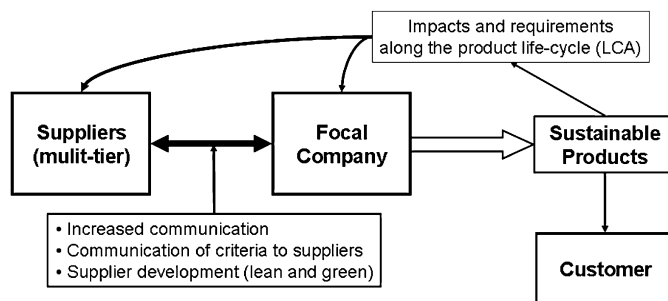 Impacts and requirements
along the product life-cycle (LCA)
Suppliers
(mulit-tier)
Focal
Company
Sustainable
Products
• Increased communication
• Communication of criteria to suppliers
• Supplier development (lean and green)
Customer